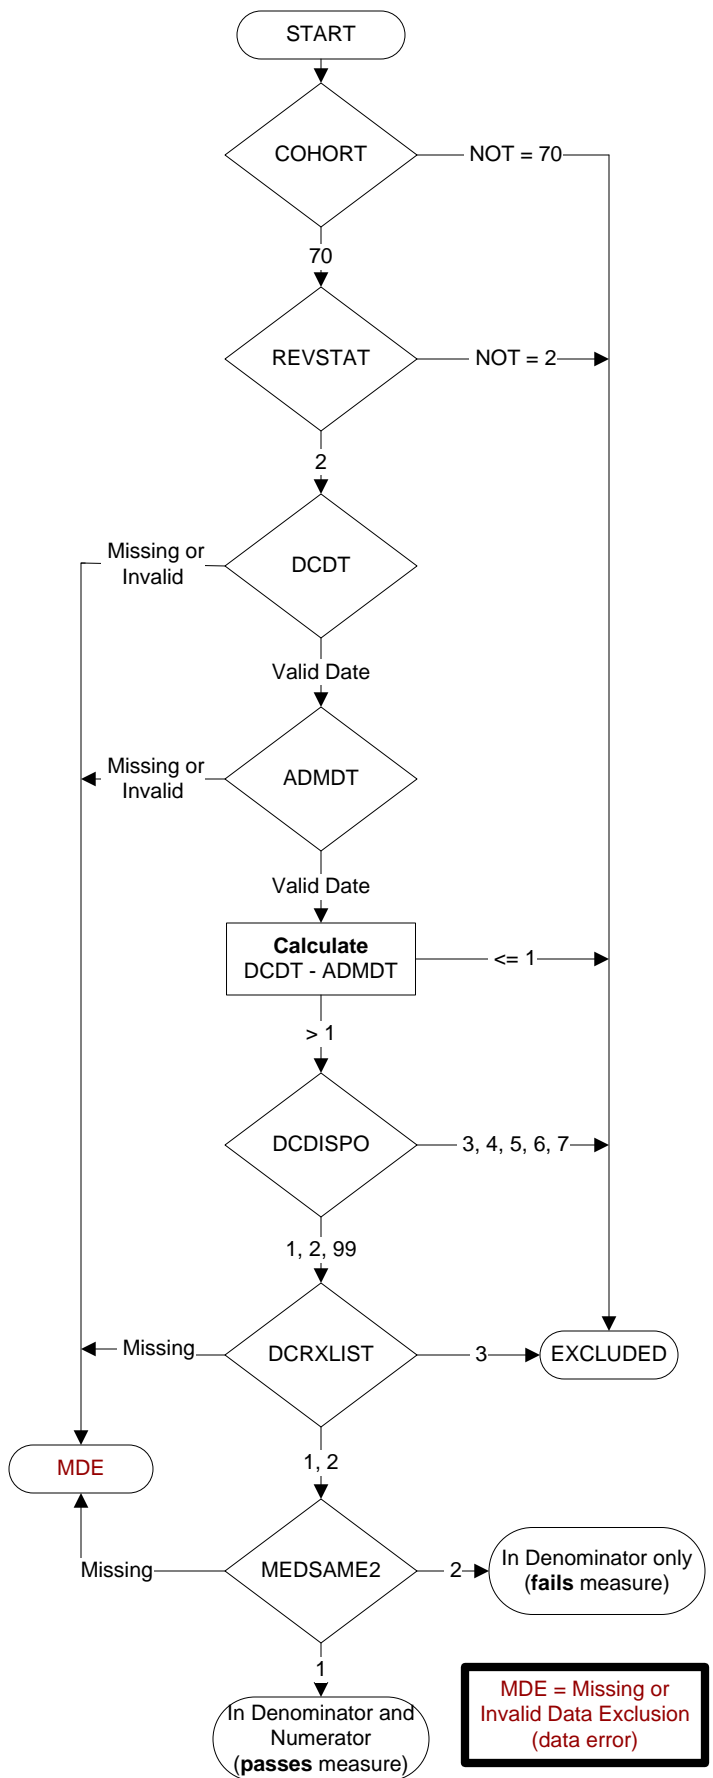 START
COHORT
NOT = 70
70
REVSTAT
NOT = 2
2
Missing or
Invalid
DCDT
Valid Date
Missing or
Invalid
ADMDT
Valid Date
Calculate
DCDT - ADMDT
<= 1
> 1
DCDISPO
3, 4, 5, 6, 7
1, 2, 99
Missing
DCRXLIST
3
EXCLUDED
MDE
1, 2
Missing
MEDSAME2
2
In Denominator only
(fails measure)
1
In Denominator and
Numerator
(passes measure)
MDE = Missing or
Invalid Data Exclusion
(data error)